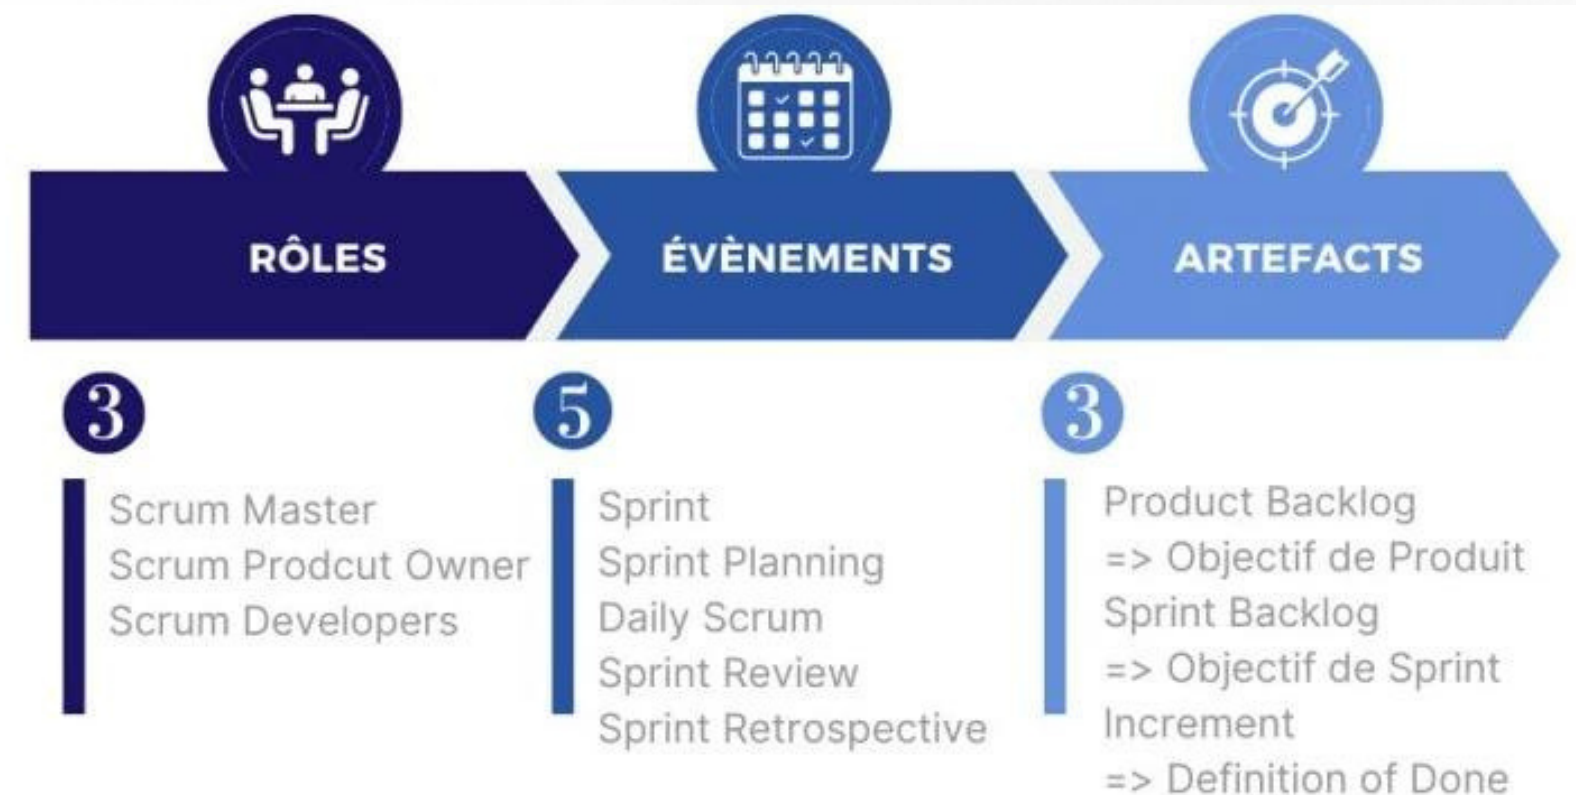 RÔLES
ÉVÈNEMENTS
ARTEFACTS
3
Scrum Master
Scrum Prodcut Owner
Scrum Developers
5
Sprint
Sprint Planning
Daily Scrum
Sprint Review
Sprint Retrospective
3
Product Backlog
=> Objectif de Produit
Sprint Backlog
=> Objectif de Sprint
Increment
=> Definition of Done